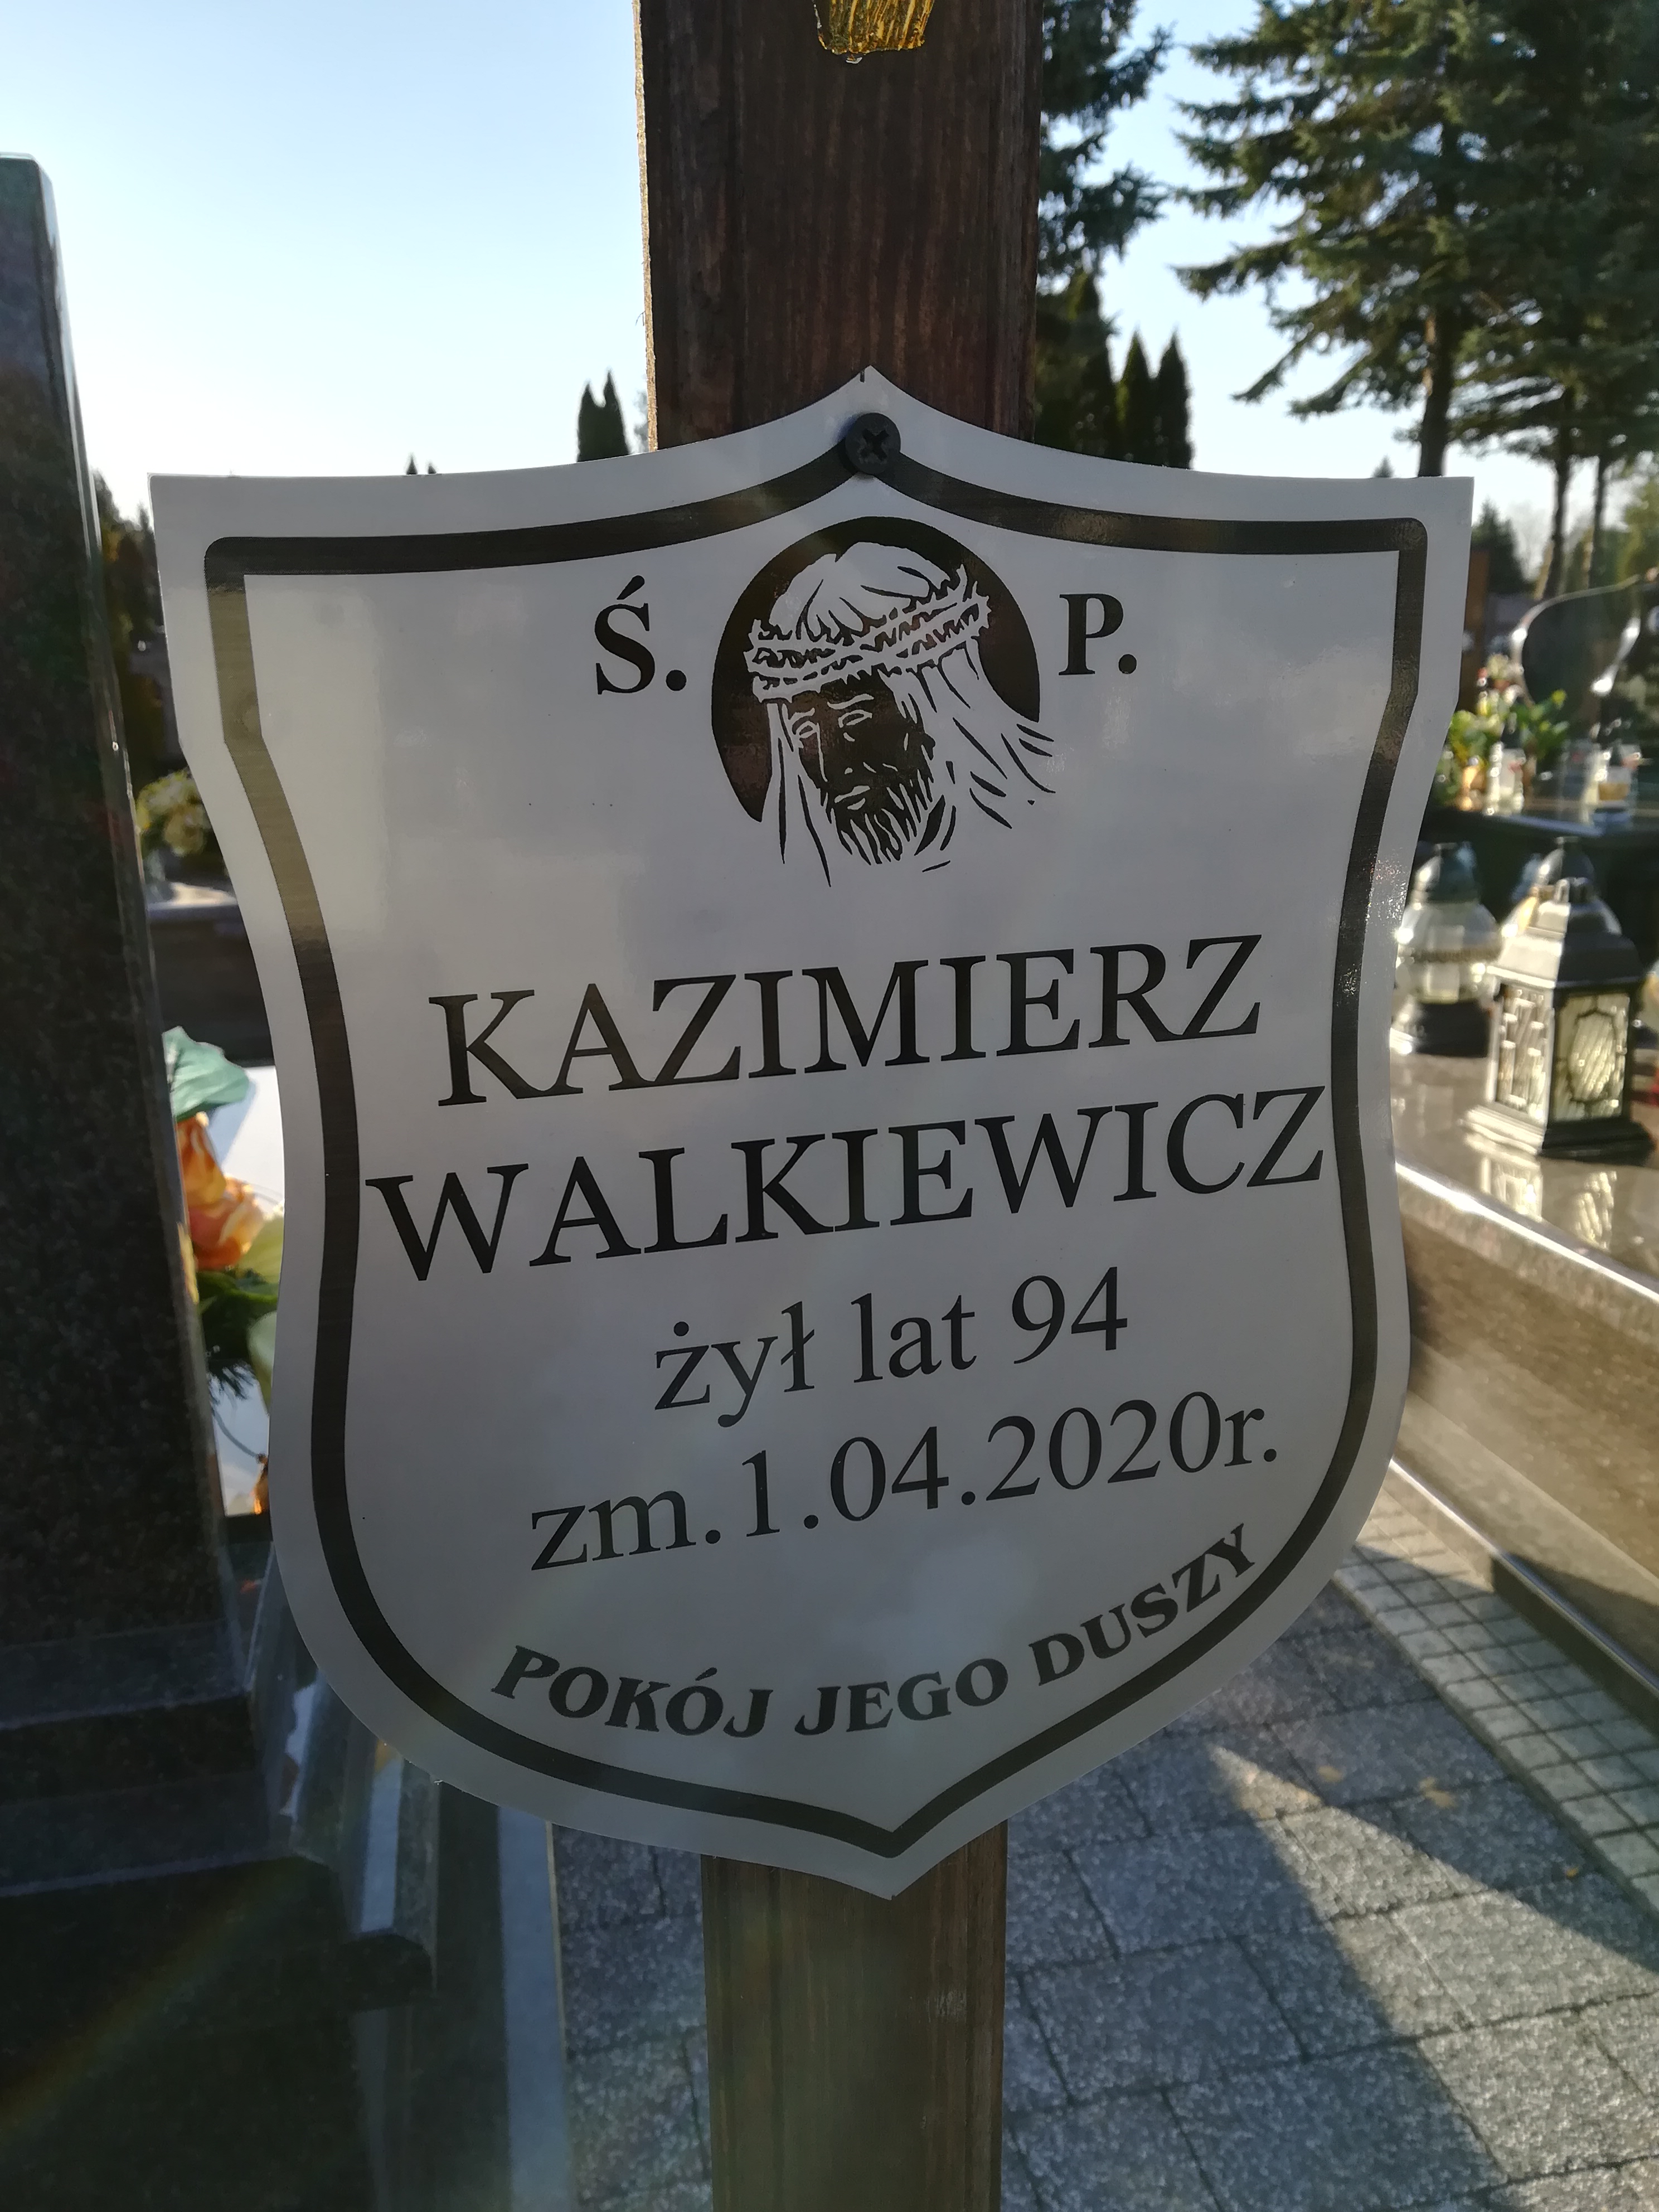 Ś. P.
KAZIMIERZ
WALKIEWICZ
żył lat 94
zm.1.04.2020r.
POKÓJ JEGO DUSZY